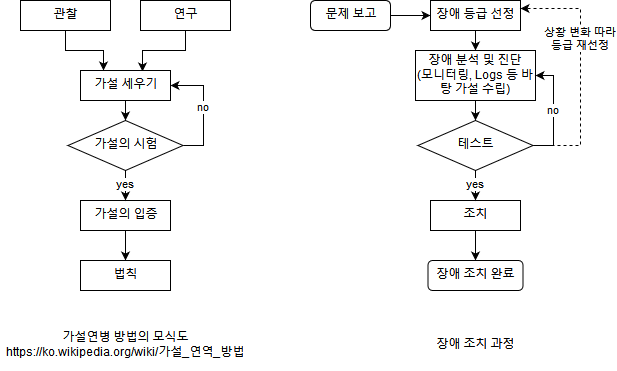 관찰
연구
가설 세우기
no
가설의 시험
yes
가설의 입증
법칙
가설연병 방법의 모식도
https://ko.wikipedia.org/wiki/가설_연역_방법
문제 보고
장애 등급 선정
상황 변화 따라
등급 재선정
장애 분석 및 진단
(모니터링, Logs 등 바
탕 가설 수립)
no
테스트
yes
조치
장애 조치 완료
장애 조치 과정